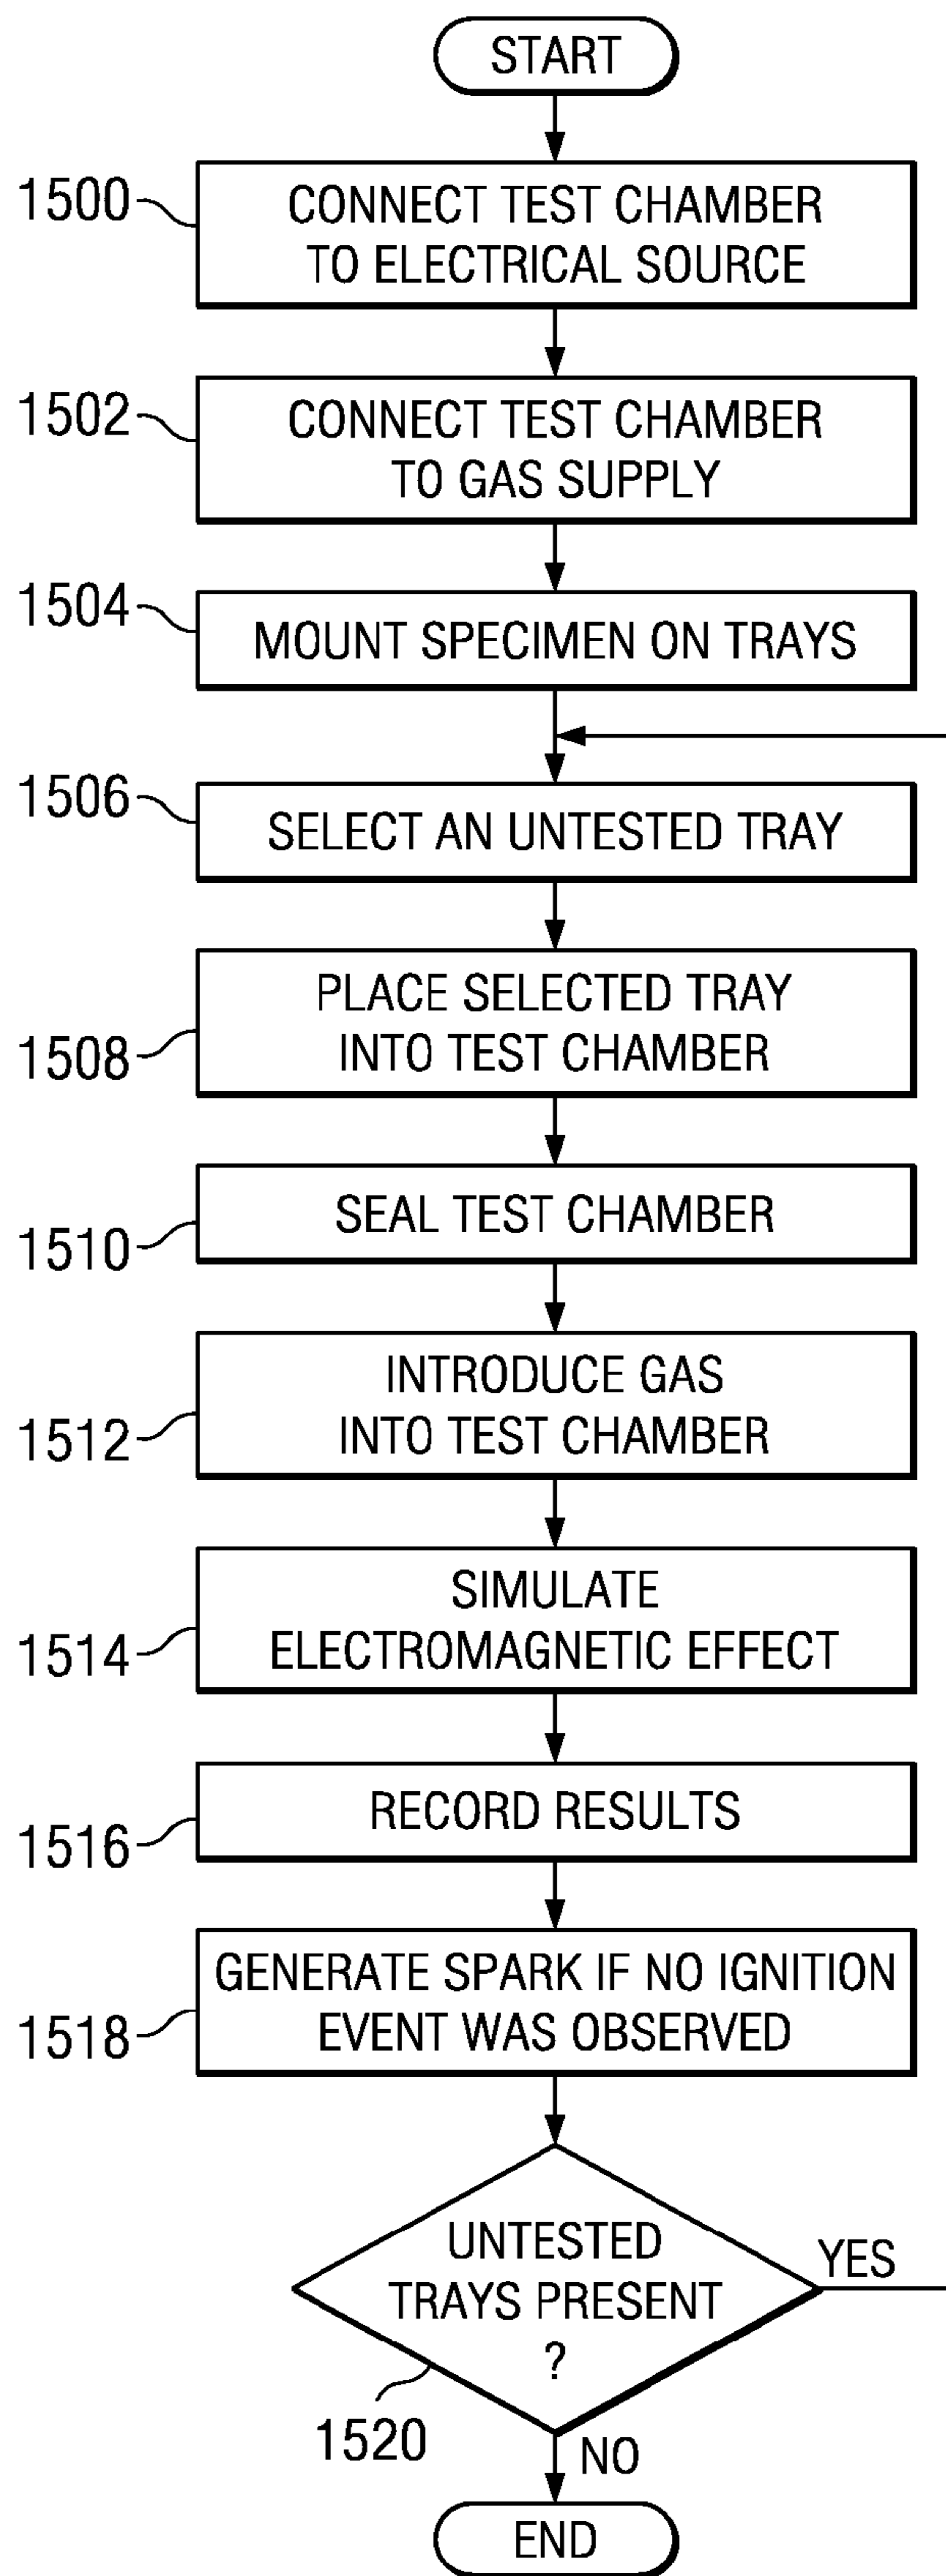 START
1500
CONNECT TEST CHAMBER
TO ELECTRICAL SOURCE
1502
CONNECT TEST CHAMBER
TO GAS SUPPLY
1504
MOUNT SPECIMEN ON TRAYS
1506
SELECT AN UNTESTED TRAY
1508
PLACE SELECTED TRAY
INTO TEST CHAMBER
1510
SEAL TEST CHAMBER
1512
INTRODUCE GAS
INTO TEST CHAMBER
1514
SIMULATE
ELECTROMAGNETIC EFFECT
1516
RECORD RESULTS
1518
GENERATE SPARK IF NO IGNITION
EVENT WAS OBSERVED
UNTESTED
TRAYS PRESENT
?
YES
1520
NO
END